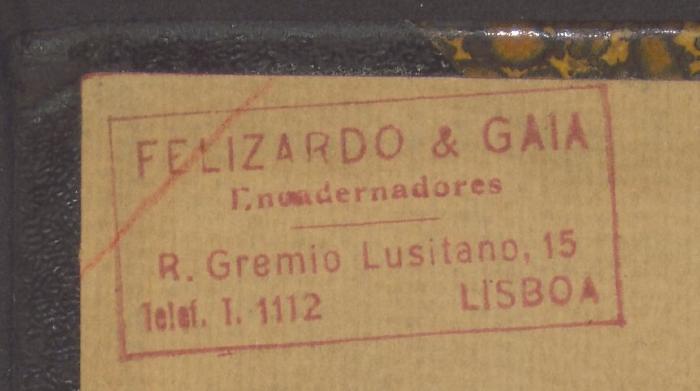 FELIZARDO & GAIA
Encadernadores
R. Gremio Lusitano, 15
Telef. T. 1112 LISBOA